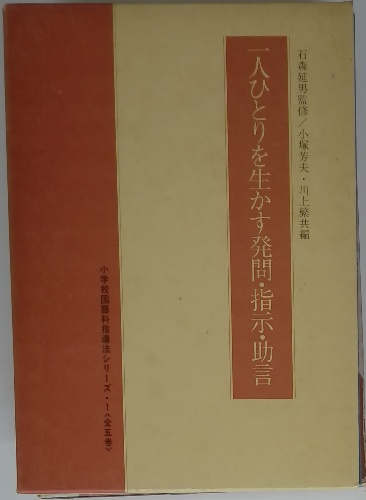 石森延男監修/小塚芳夫・川上繁共編
一人ひとりを生かす発問・指示・助言
小学校国語科指導法シリーズ・1〈全五巻〉